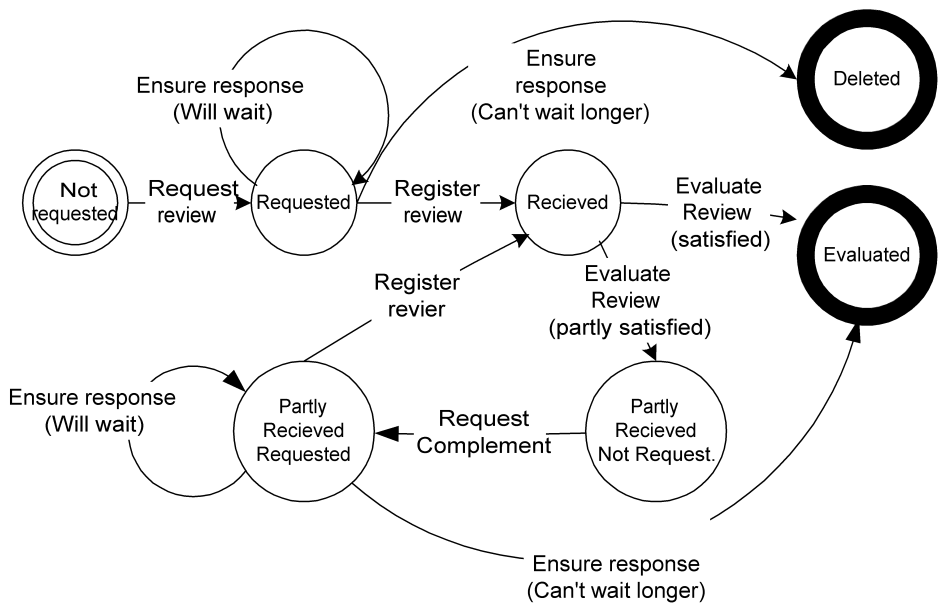 Ensure response
(Will wait)
Ensure
response
(Can't wait longer)
Deleted
Not
requested
Request
review
Requested
Register
review
Recieved
Evaluate
Review
(satisfied)
Evaluated
Register
revier
Evaluate
Review
(partly satisfied)
Ensure response
(Will wait)
Partly
Recieved
Requested
Request
Complement
Partly
Recieved
Not Request.
Ensure response
(Can't wait longer)